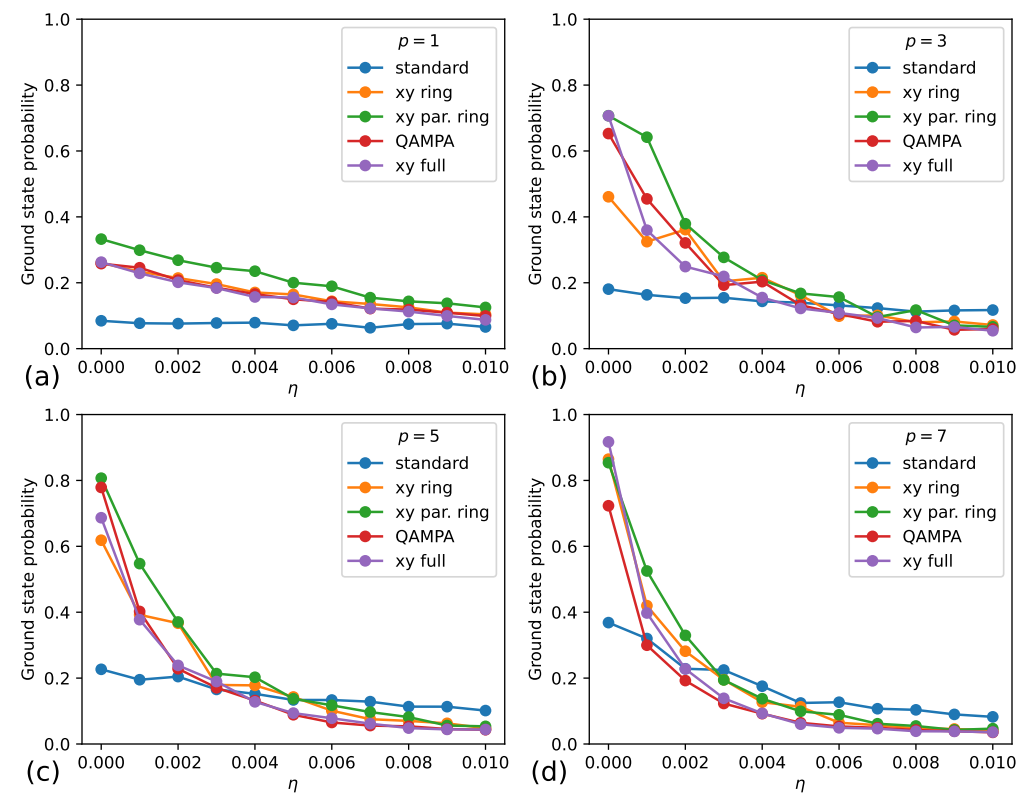 1.0
0.8
0.6
0.4
0.2
0.0
Ground state probability
p = 1
standard
xy ring
xy par. ring
QAMPA
xy full
0.000 0.002 0.004 0.006 0.008 0.010
η
(a)
1.0
0.8
0.6
0.4
0.2
0.0
Ground state probability
p = 3
standard
xy ring
xy par. ring
QAMPA
xy full
0.000 0.002 0.004 0.006 0.008 0.010
η
(b)
1.0
0.8
0.6
0.4
0.2
0.0
Ground state probability
p = 5
standard
xy ring
xy par. ring
QAMPA
xy full
0.000 0.002 0.004 0.006 0.008 0.010
η
(c)
1.0
0.8
0.6
0.4
0.2
0.0
Ground state probability
p = 7
standard
xy ring
xy par. ring
QAMPA
xy full
0.000 0.002 0.004 0.006 0.008 0.010
η
(d)